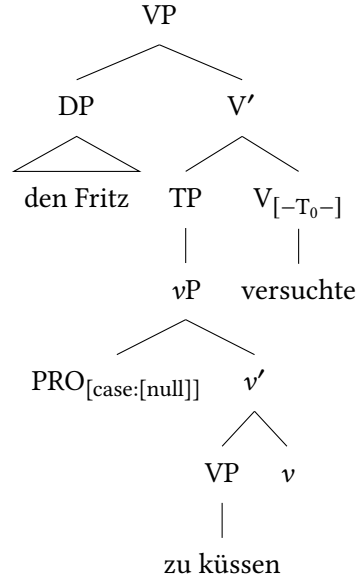 VP
DP V′
den Fritz TP V[−T₀−]
vP versuchte
PRO[case:[null]] v′
VP v
zu küssen